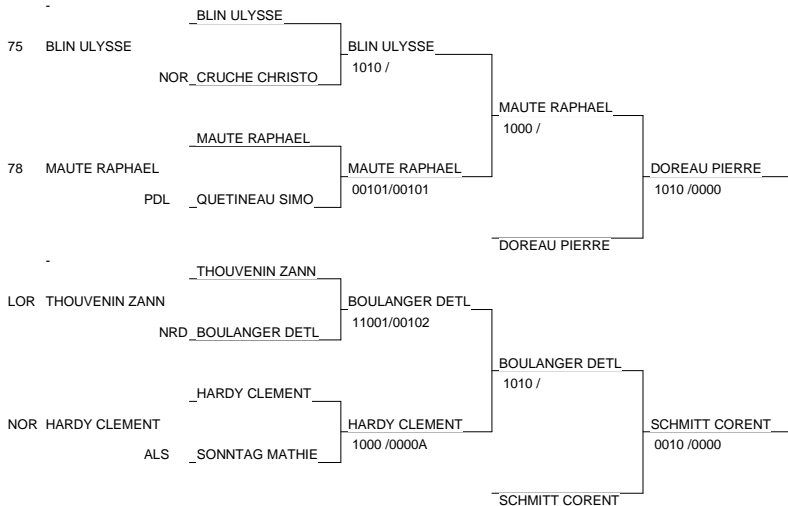 -
BLIN ULYSSE
75 BLIN ULYSSE BLIN ULYSSE
1010 /
NOR CRUCHE CHRISTO
MAUTE RAPHAEL
1000 /
MAUTE RAPHAEL
78 MAUTE RAPHAEL MAUTE RAPHAEL DOREAU PIERRE
00101/00101 1010 /0000
PDL QUETINEAU SIMO
DOREAU PIERRE
-
THOUVENIN ZANN
LOR THOUVENIN ZANN BOULANGER DETL
11001/00102
NRD BOULANGER DETL
BOULANGER DETL
1010 /
HARDY CLEMENT
NOR HARDY CLEMENT HARDY CLEMENT SCHMITT CORENT
1000 /0000A 0010 /0000
ALS SONNTAG MATHIE
SCHMITT CORENT